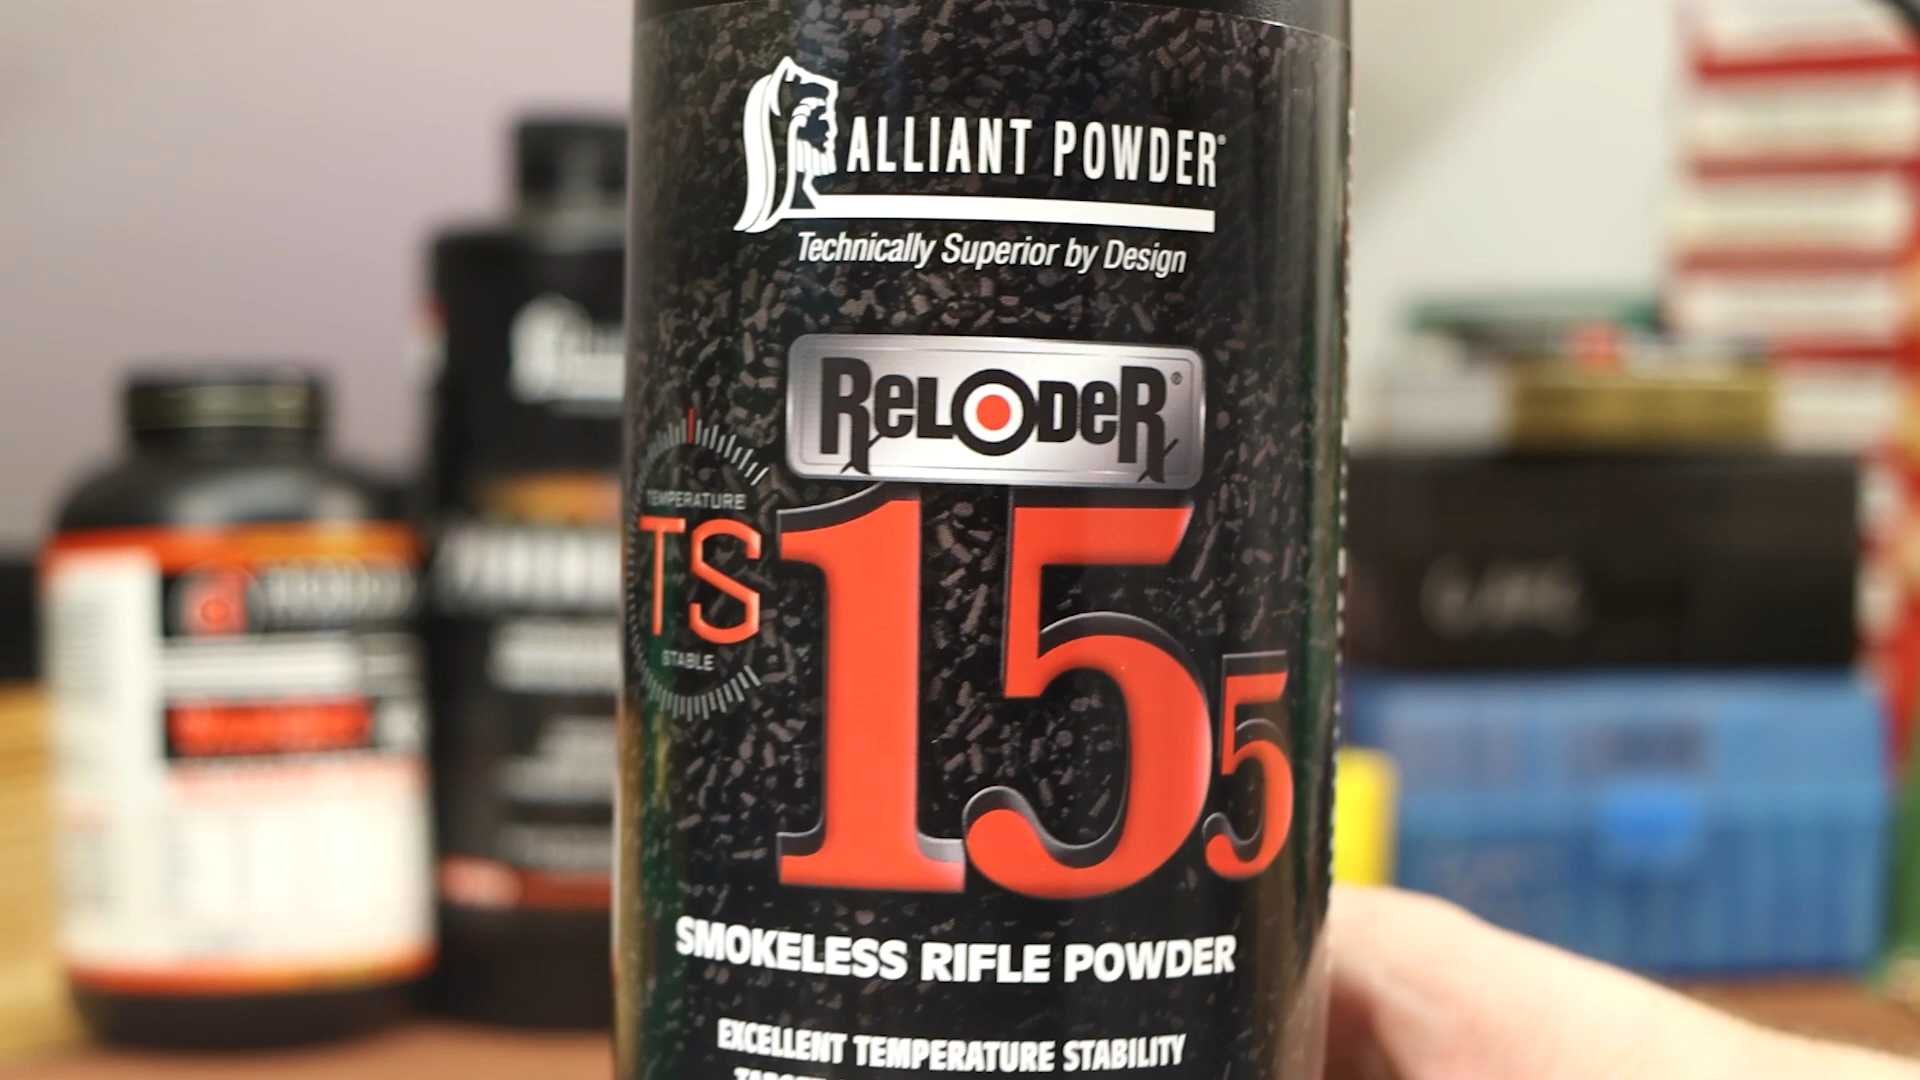 ALLIANT POWDER®
Technically Superior by Design
RELODER®
TEMPERATURE
TS
STABLE
15.5
SMOKELESS RIFLE POWDER
EXCELLENT TEMPERATURE STABILITY